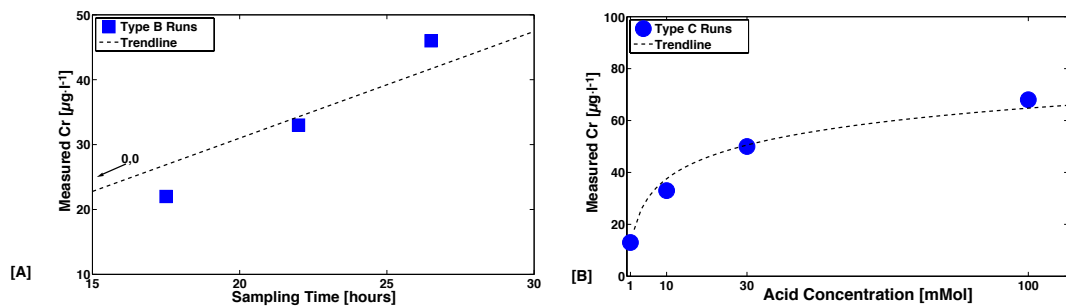 Type B Runs
Trendline
Measured Cr [µg·l-1]
50
40
30
20
10
0,0
15
20
25
30
Sampling Time [hours]
[A]
Type C Runs
Trendline
Measured Cr [µg·l-1]
100
80
60
40
20
0
1
10
30
100
Acid Concentration [mMol]
[B]